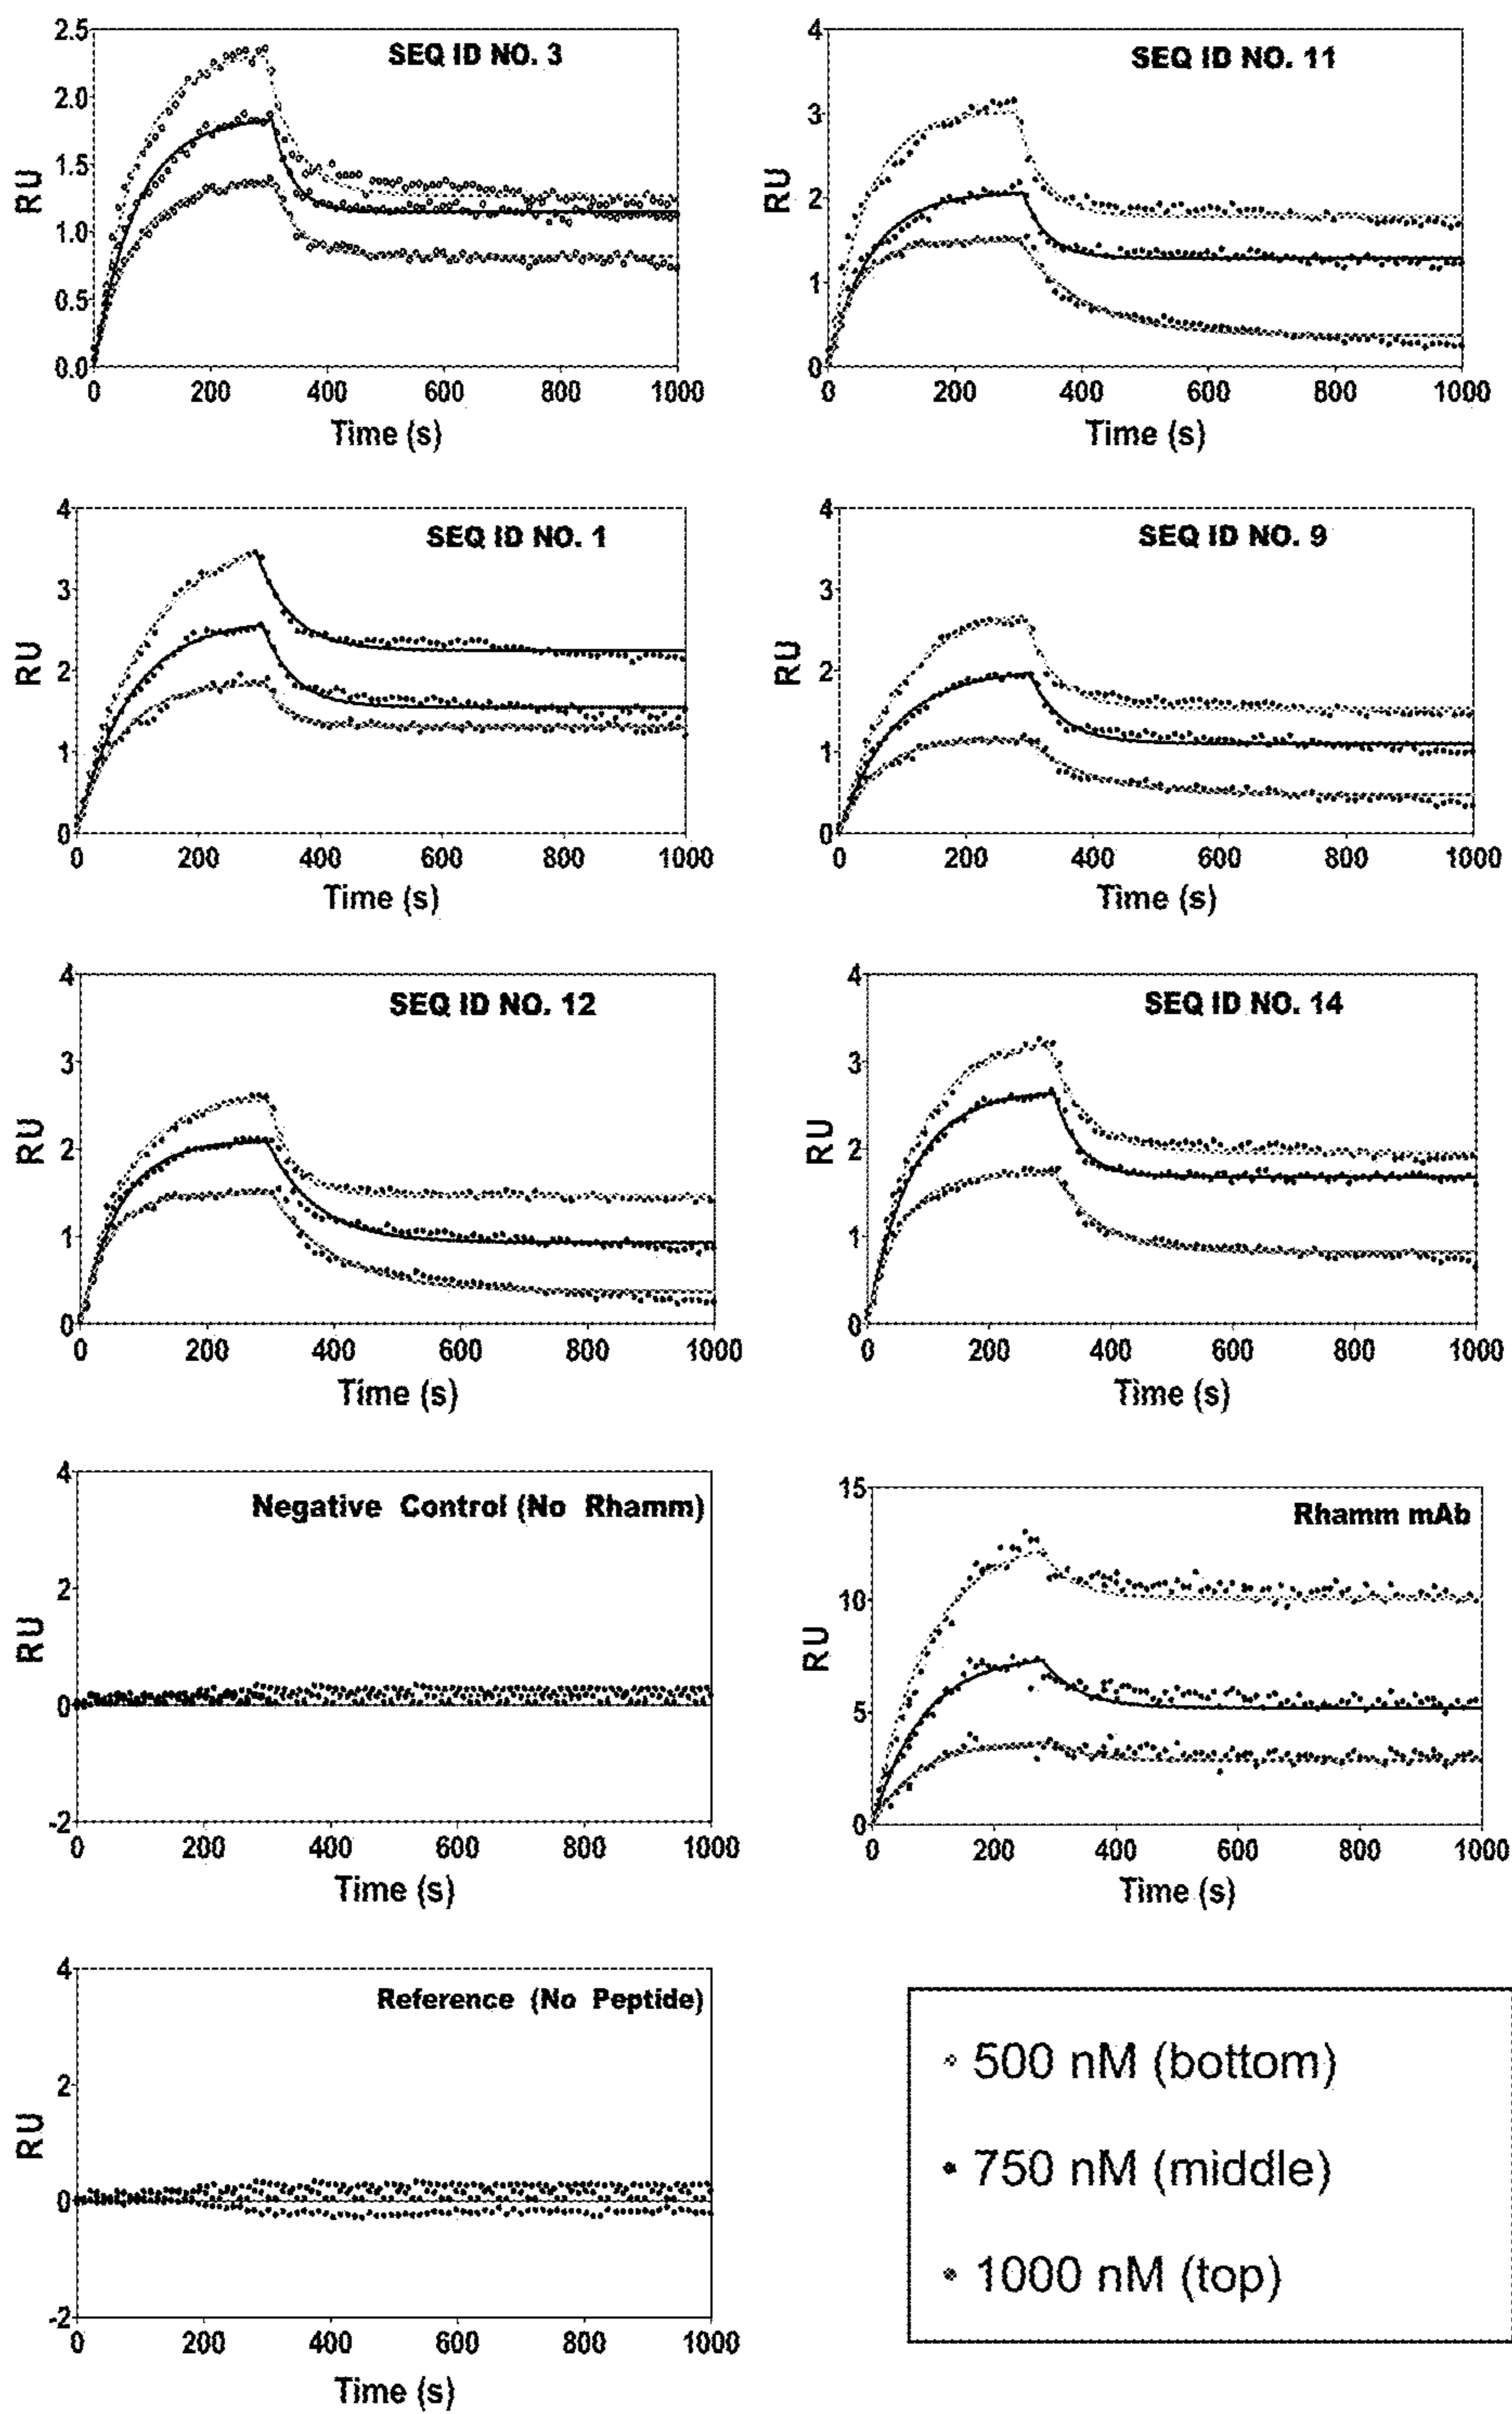 SEQ ID NO. 3
RU
2.5
2.0
1.5
1.0
0.5
0.0
0 200 400 600 800 1000
Time (s)
SEQ ID NO. 11
RU
4
3
2
1
0
0 200 400 600 800 1000
Time (s)
SEQ ID NO. 1
RU
4
3
2
1
0
0 200 400 600 800 1000
Time (s)
SEQ ID NO. 9
RU
4
3
2
1
0
0 200 400 600 800 1000
Time (s)
SEQ ID NO. 12
RU
4
3
2
1
0
0 200 400 600 800 1000
Time (s)
SEQ ID NO. 14
RU
4
3
2
1
0
0 200 400 600 800 1000
Time (s)
Negative Control (No Rhamm)
RU
4
2
0
-2
0 200 400 600 800 1000
Time (s)
Rhamm mAb
RU
15
10
5
0
0 200 400 600 800 1000
Time (s)
Reference (No Peptide)
RU
4
2
0
-2
0 200 400 600 800 1000
Time (s)
500 nM (bottom)
750 nM (middle)
1000 nM (top)